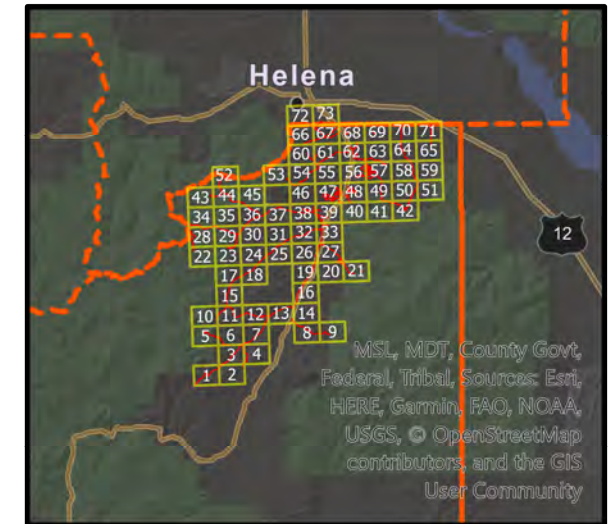 Helena
72 73
66 67 68 69 70 71
60 61 62 63 64 65
52 53 54 55 56 57 58 59
43 44 45 46 47 48 49 50 51
34 35 36 37 38 39 40 41 42
28 29 30 31 32 33
12
22 23 24 25 26 27
17 18 19 20 21
15 16
10 11 12 13 14
5 6 7 8 9
3 4
1 2
MSL, MDT, County Govt,
Federal, Tribal, Sources: Esri,
HERE, Garmin, FAO, NOAA,
USGS, © OpenStreetMap
contributors, and the GIS
User Community